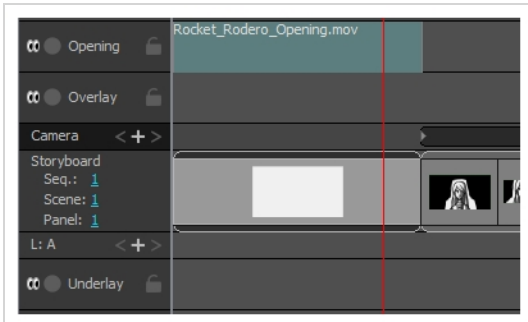 Rocket_Rodero_Opening.mov
Opening
Overlay
Camera < + >
Storyboard
Seq.: 1
Scene: 1
Panel: 1
L: A < + >
Underlay